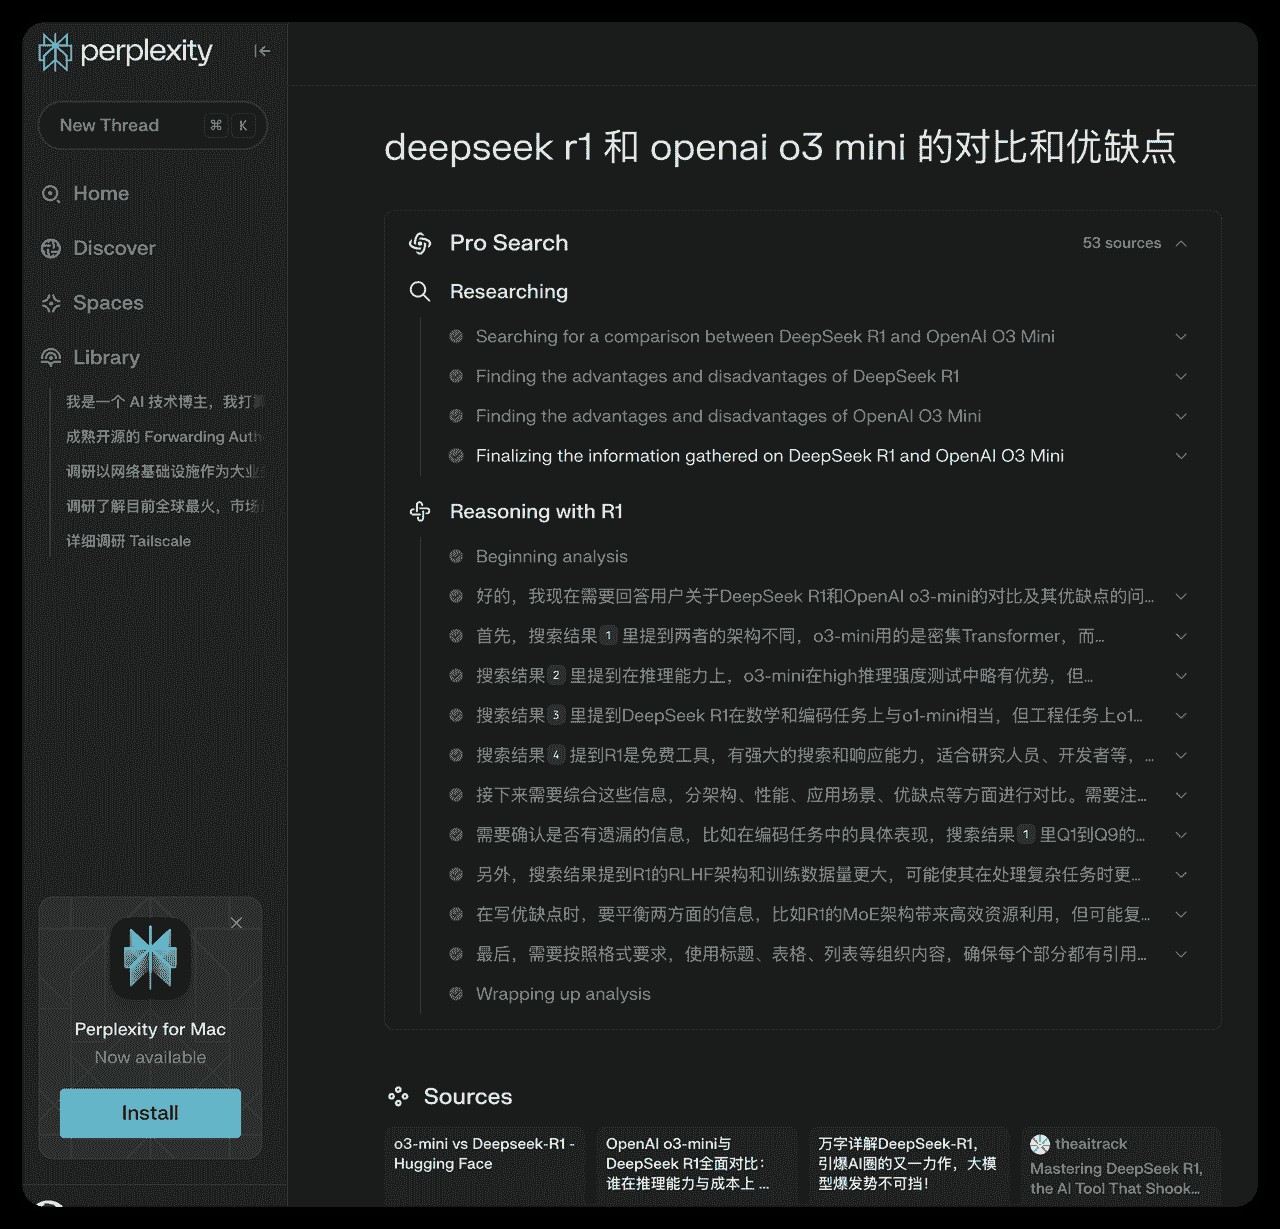 perplexity
New Thread ⌘ K
Home
Discover
Spaces
Library
我是一个 AI 技术博主，我打
成熟开源的 Forwarding Auth
调研以网络基础设施作为大业
调研了解目前全球最火，市场
详细调研 Tailscale
Perplexity for Mac
Now available
Install
deepseek r1 和 openai o3 mini 的对比和优缺点
Pro Search
53 sources
Researching
Searching for a comparison between DeepSeek R1 and OpenAI O3 Mini
Finding the advantages and disadvantages of DeepSeek R1
Finding the advantages and disadvantages of OpenAI O3 Mini
Finalizing the information gathered on DeepSeek R1 and OpenAI O3 Mini
Reasoning with R1
Beginning analysis
好的，我现在需要回答用户关于DeepSeek R1和OpenAI o3-mini的对比及其优缺点的问...
首先，搜索结果 1 里提到两者的架构不同，o3-mini用的是密集Transformer，而...
搜索结果 2 里提到在推理能力上，o3-mini在high推理强度测试中略有优势，但...
搜索结果 3 里提到DeepSeek R1在数学和编码任务上与o1-mini相当，但工程任务上o1...
搜索结果 4 提到R1是免费工具，有强大的搜索和响应能力，适合研究人员、开发者等，...
接下来需要综合这些信息，分架构、性能、应用场景、优缺点等方面进行对比。需要注...
需要确认是否有遗漏的信息，比如在编码任务中的具体表现，搜索结果 1 里Q1到Q9的...
另外，搜索结果提到R1的RLHF架构和训练数据量更大，可能使其在处理复杂任务时更...
在写优缺点时，要平衡两方面的信息，比如R1的MoE架构带来高效资源利用，但可能复...
最后，需要按照格式要求，使用标题、表格、列表等组织内容，确保每个部分都有引用...
Wrapping up analysis
Sources
o3-mini vs Deepseek-R1 -
Hugging Face
OpenAI o3-mini与
DeepSeek R1全面对比：
谁在推理能力与成本上 ...
万字详解DeepSeek-R1，
引爆AI圈的又一力作，大模
型爆发势不可挡！
theaitrack
Mastering DeepSeek R1,
the AI Tool That Shook...